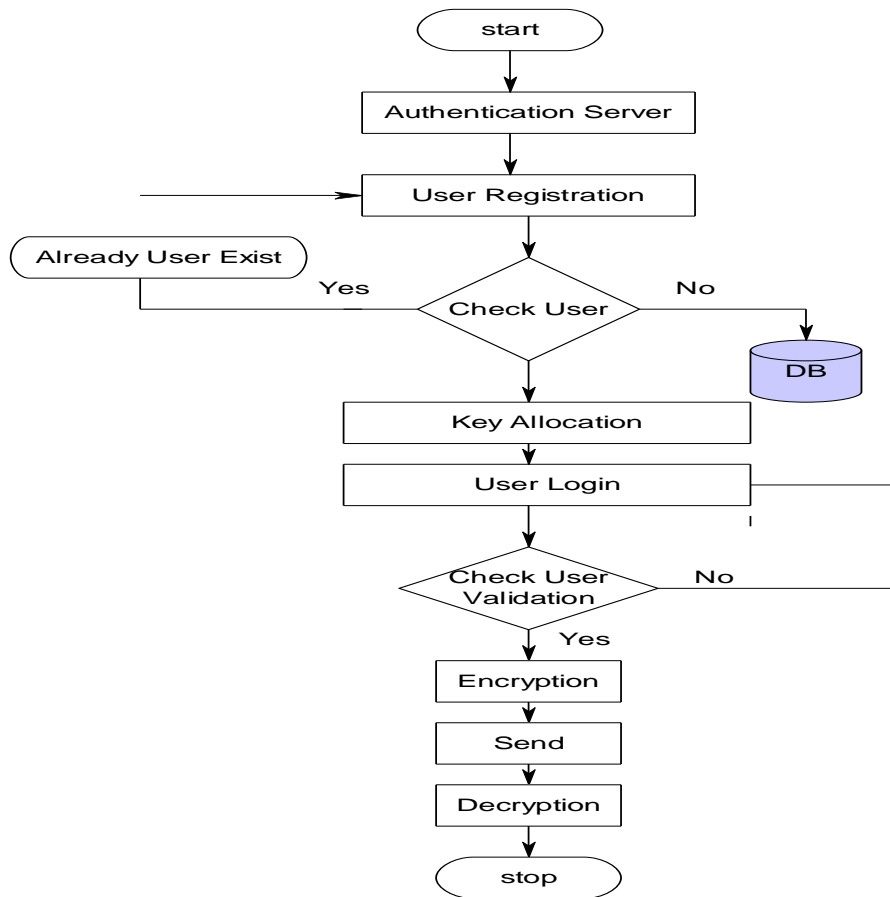 start
Authentication Server
User Registration
Already User Exist
Yes
Check User
No
DB
Key Allocation
User Login
Check User
Validation
No
Yes
Encryption
Send
Decryption
stop